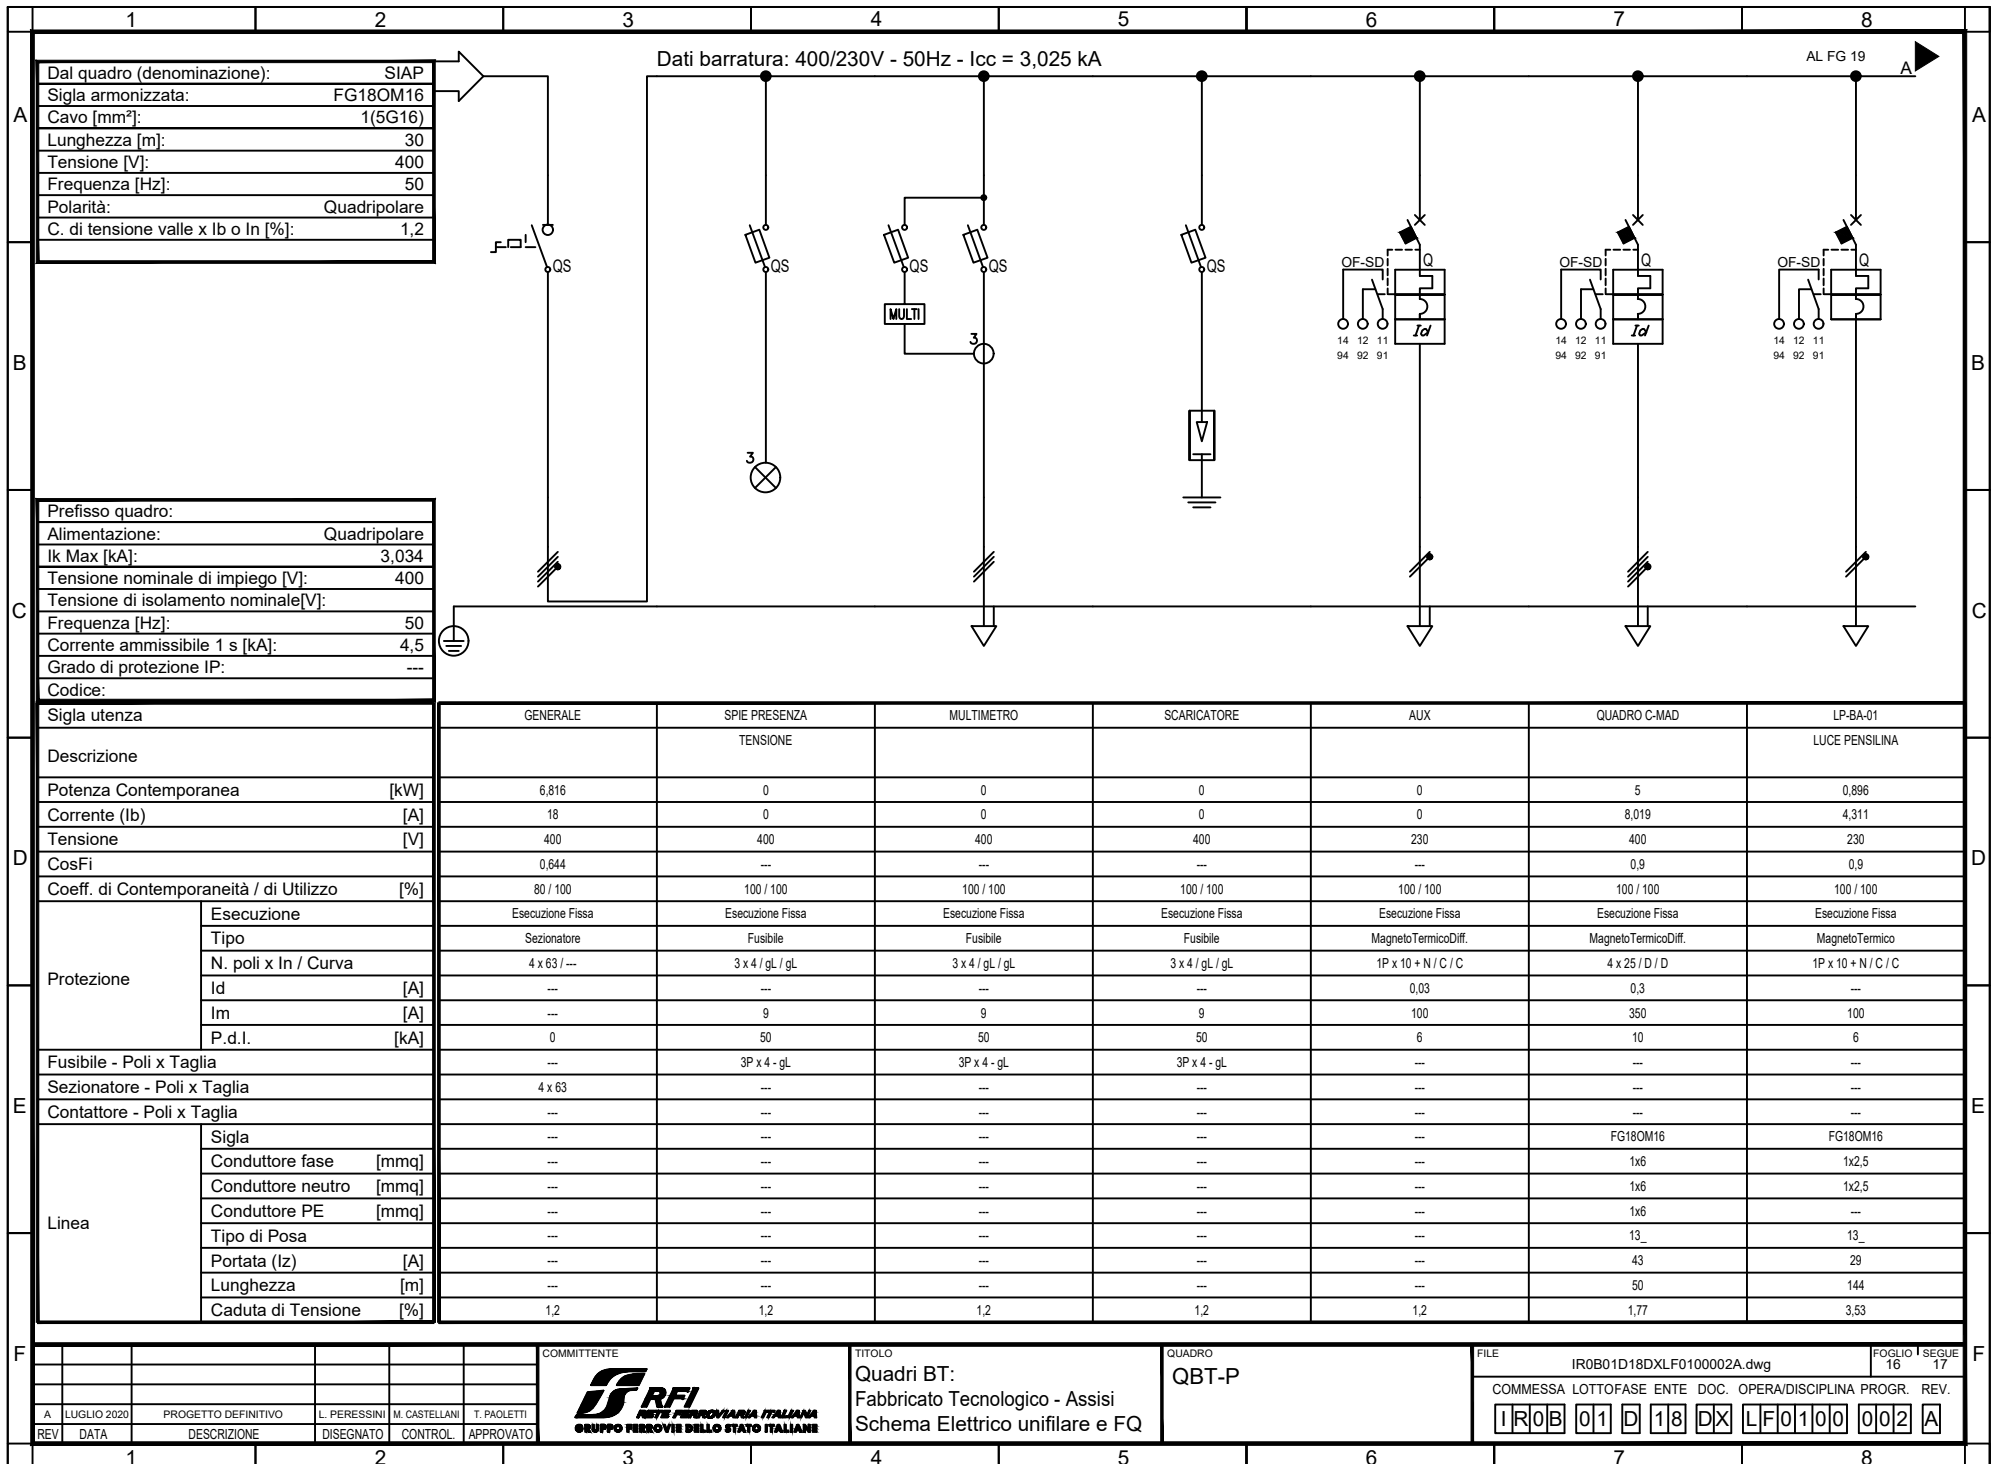 1 2 3 4 5 6 7 8
Dati barratura: 400/230V - 50Hz - Icc = 3,025 kA
AL FG 19
A
Dal quadro (denominazione): SIAP
Sigla armonizzata: FG18OM16
Cavo [mm²]: 1(5G16)
Lunghezza [m]: 30
Tensione [V]: 400
Frequenza [Hz]: 50
Polarità: Quadripolare
C. di tensione valle x Ib o In [%]: 1,2
A A
QS QS QS QS QS
OF-SD Q OF-SD Q OF-SD Q
MULTI
3
Id Id
14 12 11 14 12 11 14 12 11
94 92 91 94 92 91 94 92 91
B B
3
Prefisso quadro:
Alimentazione: Quadripolare
Ik Max [kA]: 3,034
Tensione nominale di impiego [V]: 400
Tensione di isolamento nominale[V]:
Frequenza [Hz]: 50
Corrente ammissibile 1 s [kA]: 4,5
Grado di protezione IP: ---
Codice:
C C
Sigla utenza GENERALE SPIE PRESENZA MULTIMETRO SCARICATORE AUX QUADRO C-MAD LP-BA-01
Descrizione TENSIONE LUCE PENSILINA
Potenza Contemporanea [kW] 6,816 0 0 0 0 5 0,896
Corrente (Ib) [A] 18 0 0 0 0 8,019 4,311
Tensione [V] 400 400 400 400 230 400 230
CosFi 0,644 --- --- --- --- 0,9 0,9
Coeff. di Contemporaneità / di Utilizzo [%] 80 / 100 100 / 100 100 / 100 100 / 100 100 / 100 100 / 100 100 / 100
D D
Protezione
Esecuzione Esecuzione Fissa Esecuzione Fissa Esecuzione Fissa Esecuzione Fissa Esecuzione Fissa Esecuzione Fissa Esecuzione Fissa
Tipo Sezionatore Fusibile Fusibile Fusibile MagnetoTermicoDiff. MagnetoTermicoDiff. MagnetoTermico
N. poli x In / Curva 4 x 63 / --- 3 x 4 / gL / gL 3 x 4 / gL / gL 3 x 4 / gL / gL 1P x 10 + N / C / C 4 x 25 / D / D 1P x 10 + N / C / C
Id [A] --- --- --- --- 0,03 0,3 ---
Im [A] --- 9 9 9 100 350 100
P.d.I. [kA] 0 50 50 50 6 10 6
Fusibile - Poli x Taglia --- 3P x 4 - gL 3P x 4 - gL 3P x 4 - gL --- --- ---
Sezionatore - Poli x Taglia 4 x 63 --- --- --- --- --- ---
Contattore - Poli x Taglia --- --- --- --- --- --- ---
E E
Linea
Sigla --- --- --- --- --- FG18OM16 FG18OM16
Conduttore fase [mmq] --- --- --- --- --- 1x6 1x2,5
Conduttore neutro [mmq] --- --- --- --- --- 1x6 1x2,5
Conduttore PE [mmq] --- --- --- --- --- 1x6 ---
Tipo di Posa --- --- --- --- --- 13_ 13_
Portata (Iz) [A] --- --- --- --- --- 43 29
Lunghezza [m] --- --- --- --- --- 50 144
Caduta di Tensione [%] 1,2 1,2 1,2 1,2 1,2 1,77 3,53
F F
A LUGLIO 2020 PROGETTO DEFINITIVO L. PERESSINI M. CASTELLANI T. PAOLETTI
REV DATA DESCRIZIONE DISEGNATO CONTROL. APPROVATO
COMMITTENTE
RFI
RETE FERROVIARIA ITALIANA
GRUPPO FERROVIE DELLO STATO ITALIANE
TITOLO
Quadri BT:
Fabbricato Tecnologico - Assisi
Schema Elettrico unifilare e FQ
QUADRO
QBT-P
FILE
IR0B01D18DXLF0100002A.dwg
FOGLIO SEGUE
16 17
COMMESSA LOTTO FASE ENTE DOC. OPERA/DISCIPLINA PROGR. REV.
IR0B 01 D 18 DX LF0100 002 A
1 2 3 4 5 6 7 8